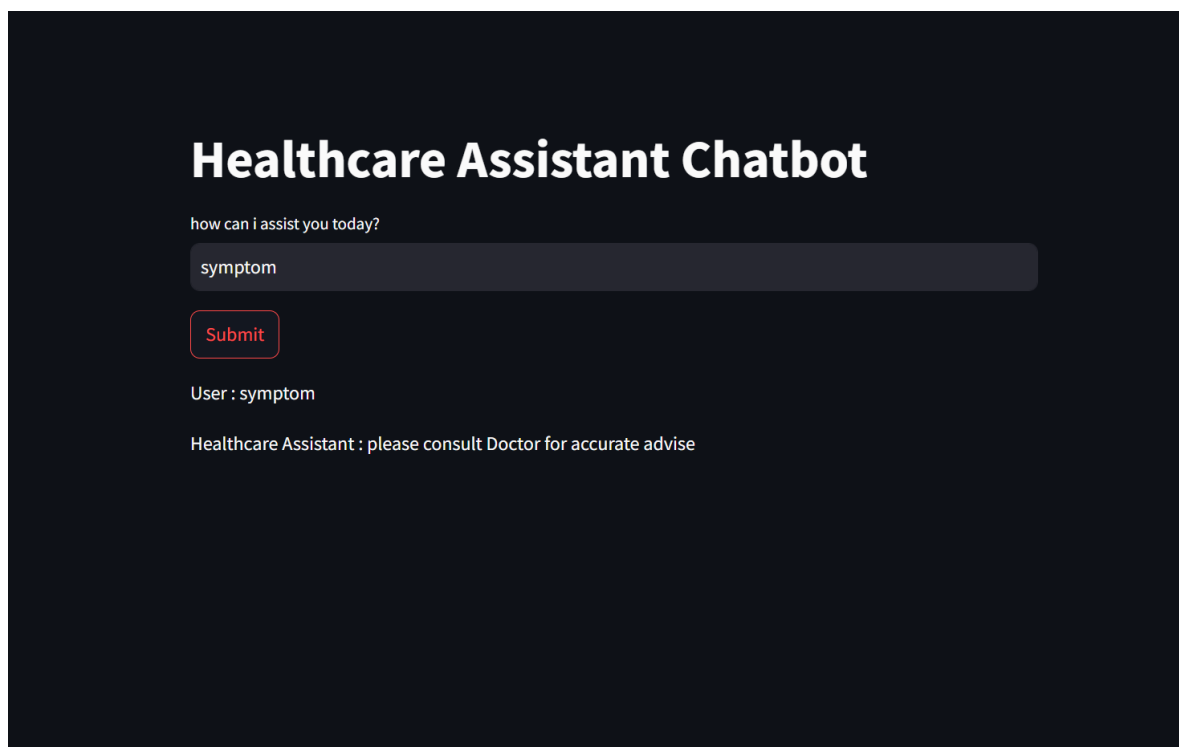 Healthcare Assistant Chatbot
how can i assist you today?
symptom
Submit
User : symptom
Healthcare Assistant : please consult Doctor for accurate advise